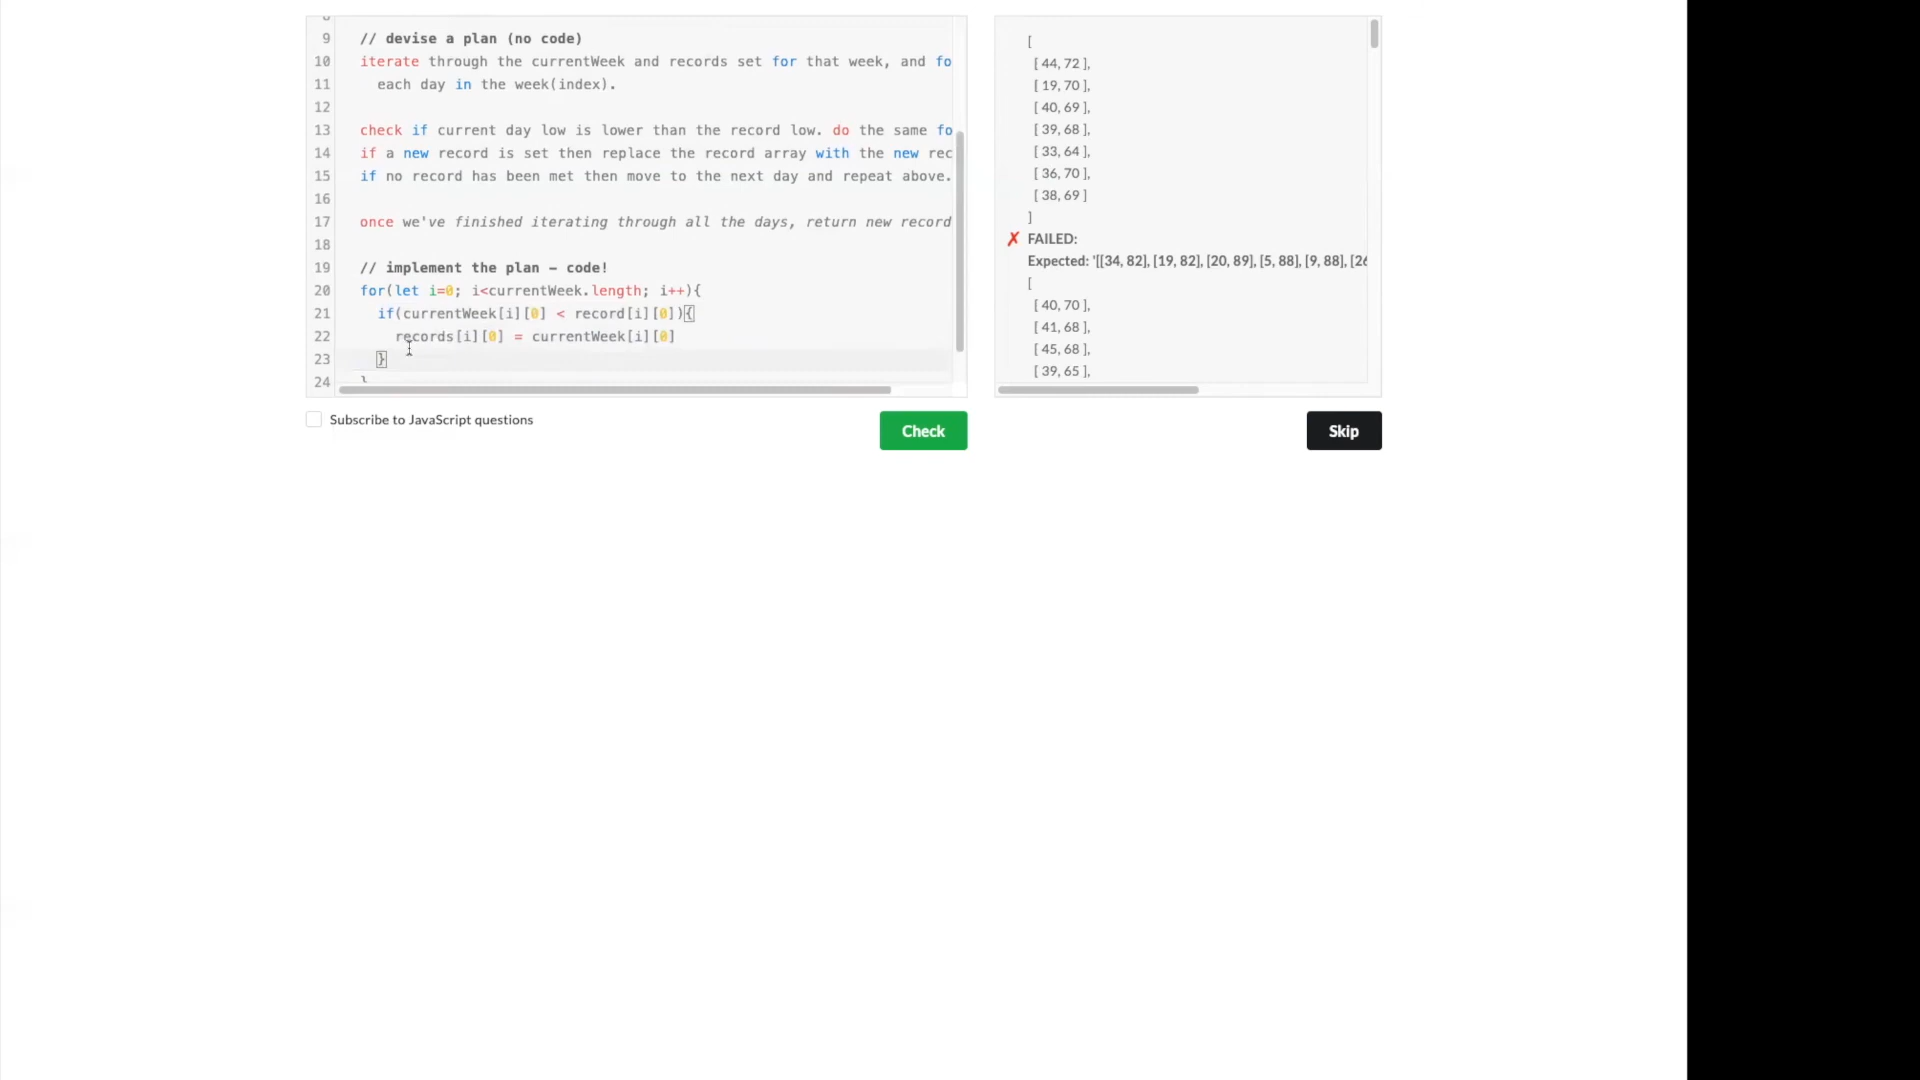 9 // devise a plan (no code)
10 iterate through the currentWeek and records set for that week, and fo
11 each day in the week(index).
12
13 check if current day low is lower than the record low. do the same fo
14 if a new record is set then replace the record array with the new rec
15 if no record has been met then move to the next day and repeat above.
16
17 once we've finished iterating through all the days, return new record
18
19 // implement the plan - code!
20 for(let i=0; i<currentWeek.length; i++){
21 if(currentWeek[i][0] < record[i][0]){
22 records[i][0] = currentWeek[i][0]
23 }
24 }
Subscribe to JavaScript questions
Check
[
[ 44, 72 ],
[ 19, 70 ],
[ 40, 69 ],
[ 39, 68 ],
[ 33, 64 ],
[ 36, 70 ],
[ 38, 69 ]
]
✗ FAILED:
Expected: '[[34, 82], [19, 82], [20, 89], [5, 88], [9, 88], [26
[
[ 40, 70 ],
[ 41, 68 ],
[ 45, 68 ],
[ 39, 65 ],
Skip